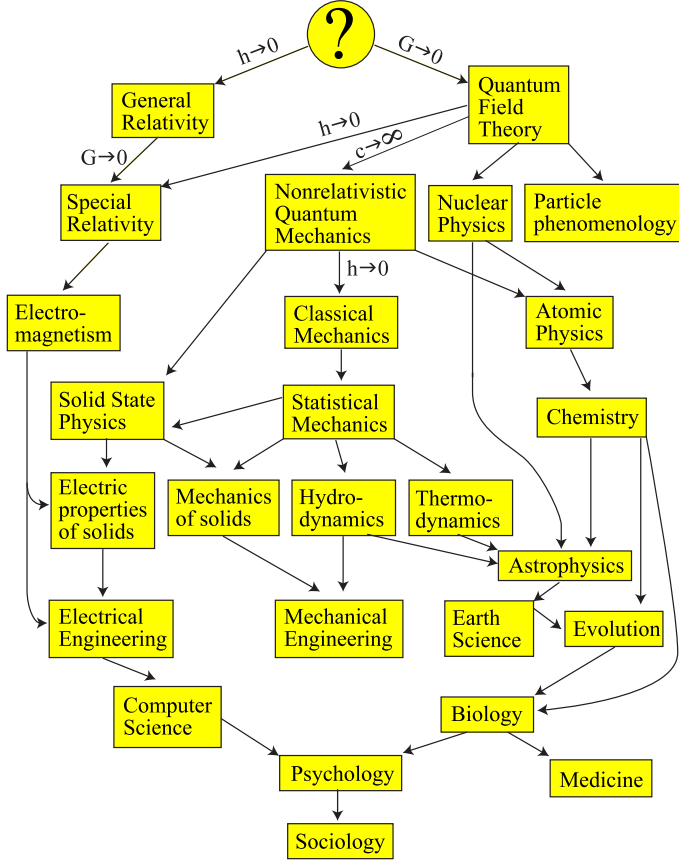 ?
h→0
G→0
General
Relativity
Quantum
Field
Theory
h→0
c→∞
G→0
Special
Relativity
Nonrelativistic
Quantum
Mechanics
Nuclear
Physics
Particle
phenomenology
h→0
Electro-
magnetism
Classical
Mechanics
Atomic
Physics
Solid State
Physics
Statistical
Mechanics
Chemistry
Electric
properties
of solids
Mechanics
of solids
Hydro-
dynamics
Thermo-
dynamics
Astrophysics
Electrical
Engineering
Mechanical
Engineering
Earth
Science
Evolution
Computer
Science
Biology
Psychology
Medicine
Sociology